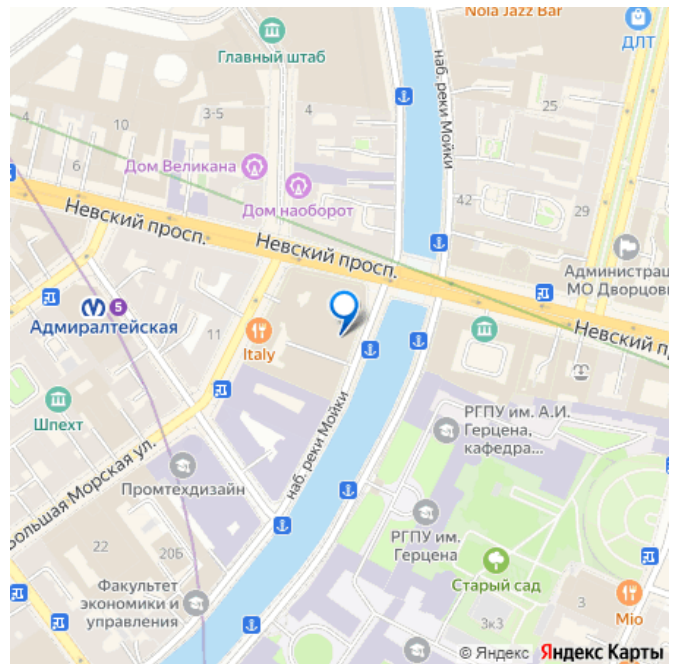 Nola Jazz Bar
ДЛТ
Главный штаб
наб. реки Мойки
3-5
4
4
25
10
6
Дом Великана
Дом наоборот
42
29
Невский просп.
Невский просп.
Администрац
МО Дворцовы
5
Адмиралтейская
11
Italy
Невский п
Шпехт
РГПУ им. А.И.
Герцена,
кафедра...
наб. реки Мойки
Большая Морская ул.
Промтехдизайн
РГПУ им.
Герцена
22
20Б
Старый сад
Факультет
экономики и
управления
3
3к3
Mio
© Яндекс Яндекс Карты